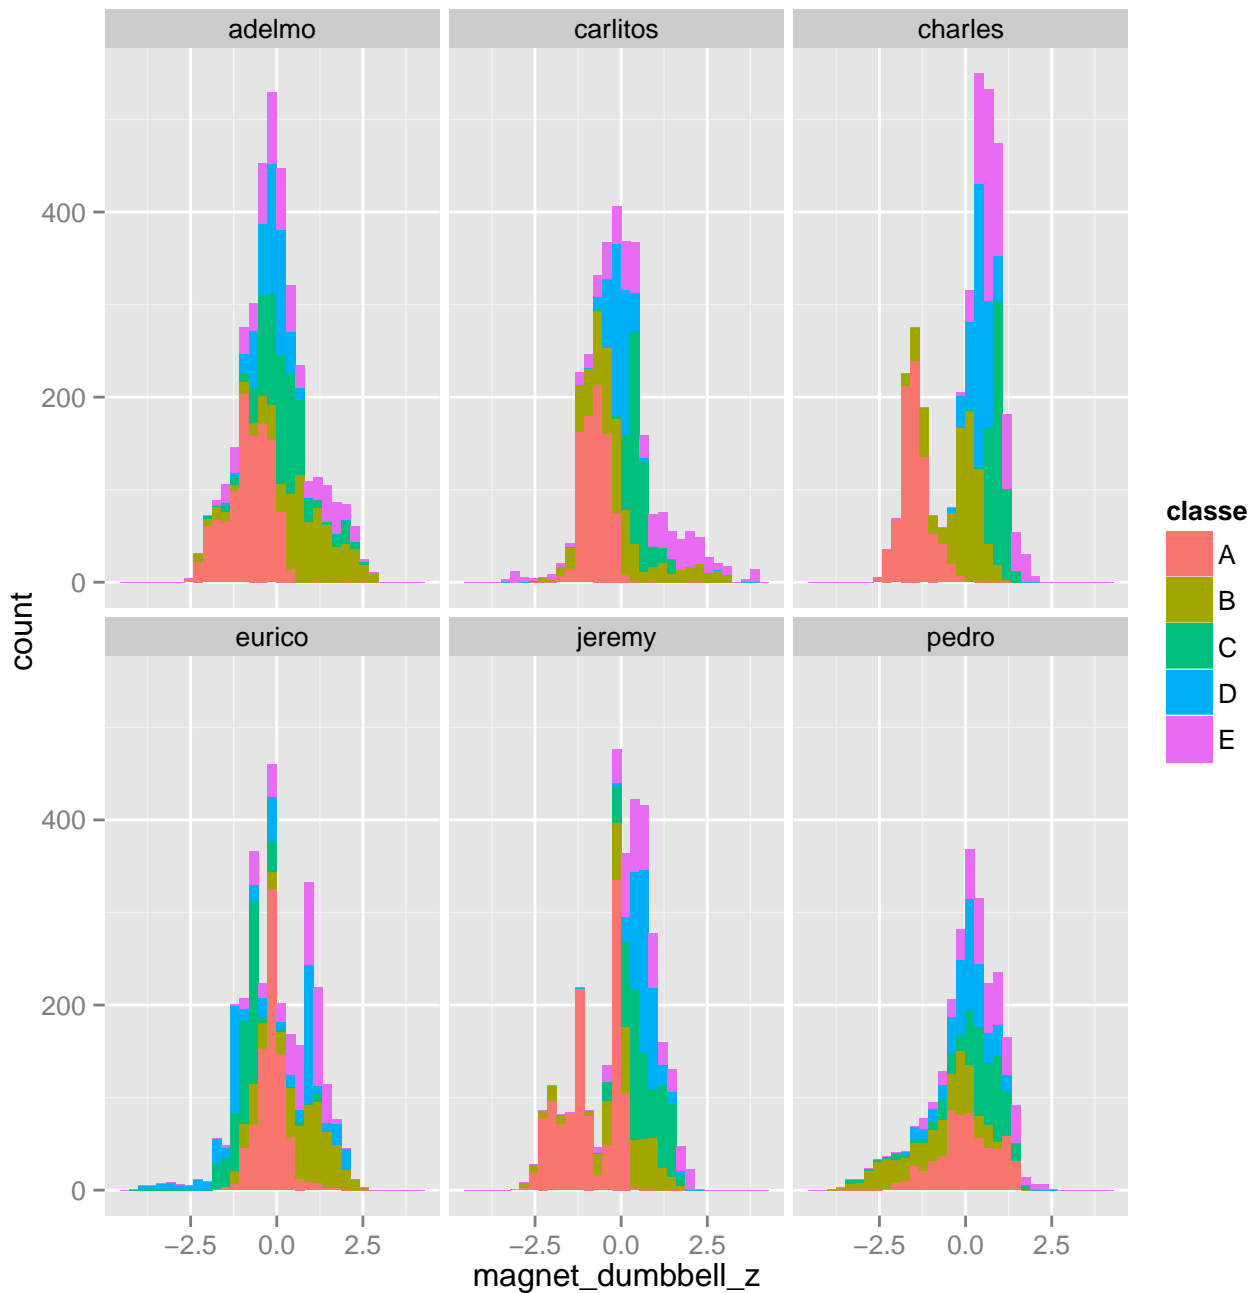 adelmo carlitos charles
400
200
0
eurico jeremy pedro
400
200
0
−2.5 0.0 2.5 −2.5 0.0 2.5 −2.5 0.0 2.5
magnet_dumbbell_z
count
classe
A
B
C
D
E